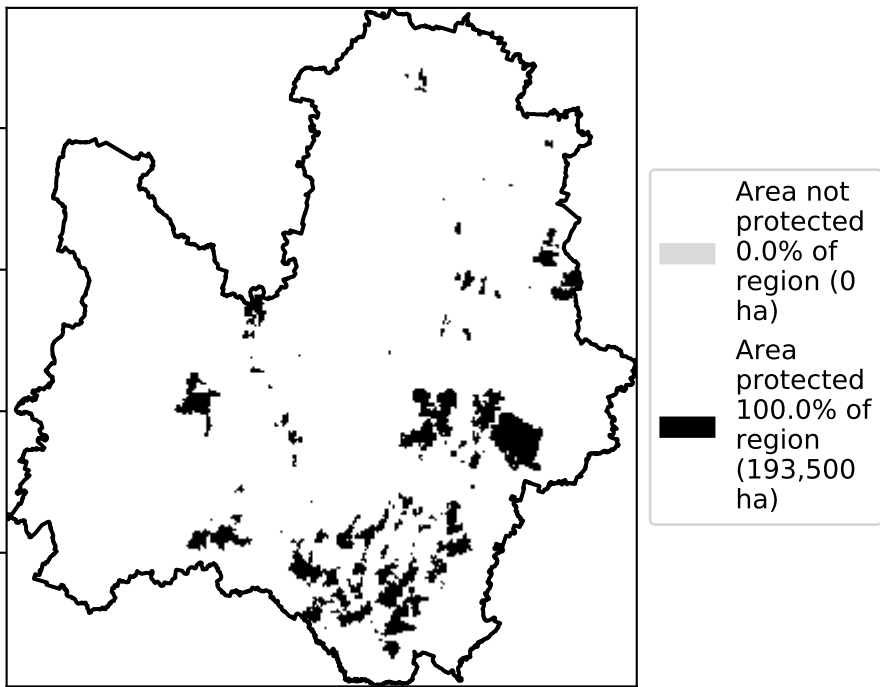 Area not
protected
0.0% of
region (0
ha)
Area
protected
100.0% of
region
(193,500
ha)